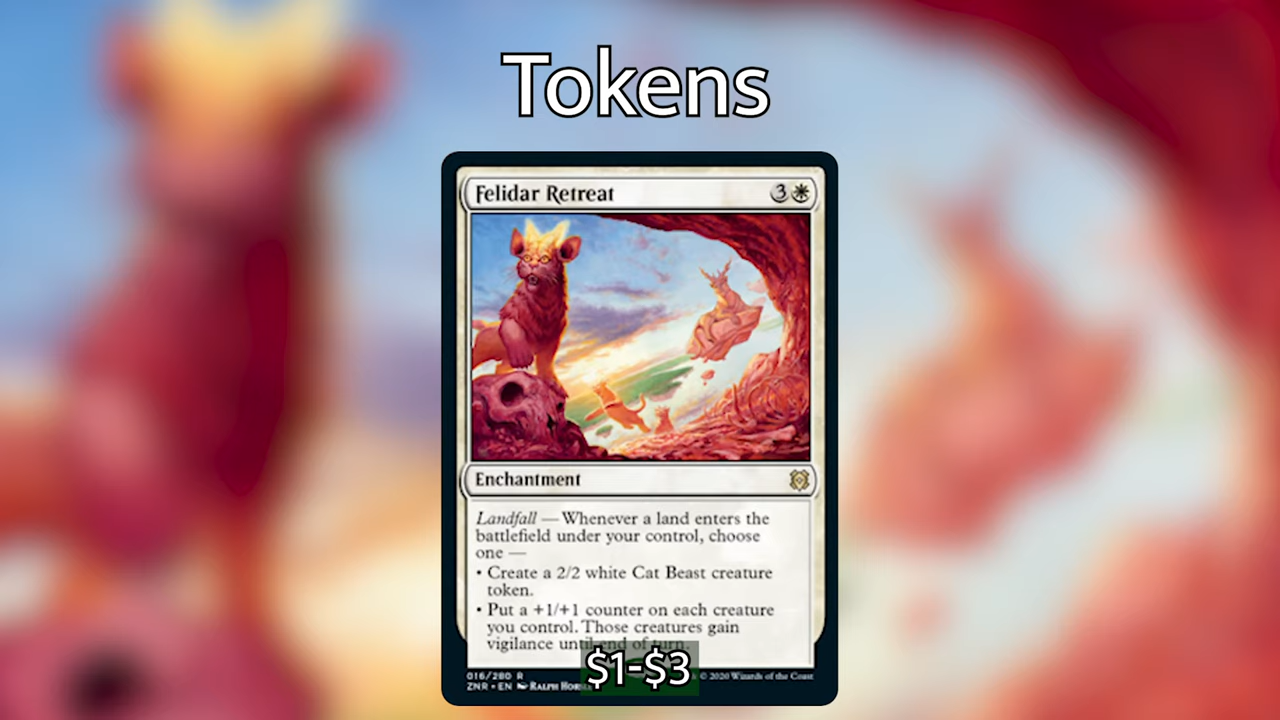 Tokens
Felidar Retreat 3
Enchantment
Landfall — Whenever a land enters the
battlefield under your control, choose
one —
• Create a 2/2 white Cat Beast creature
token.
• Put a +1/+1 counter on each creature
you control. Those creatures gain
vigilance until end of turn.
$1-$3
016/280 R
ZNR • EN RALPH © 2020 Wizards of the Coast